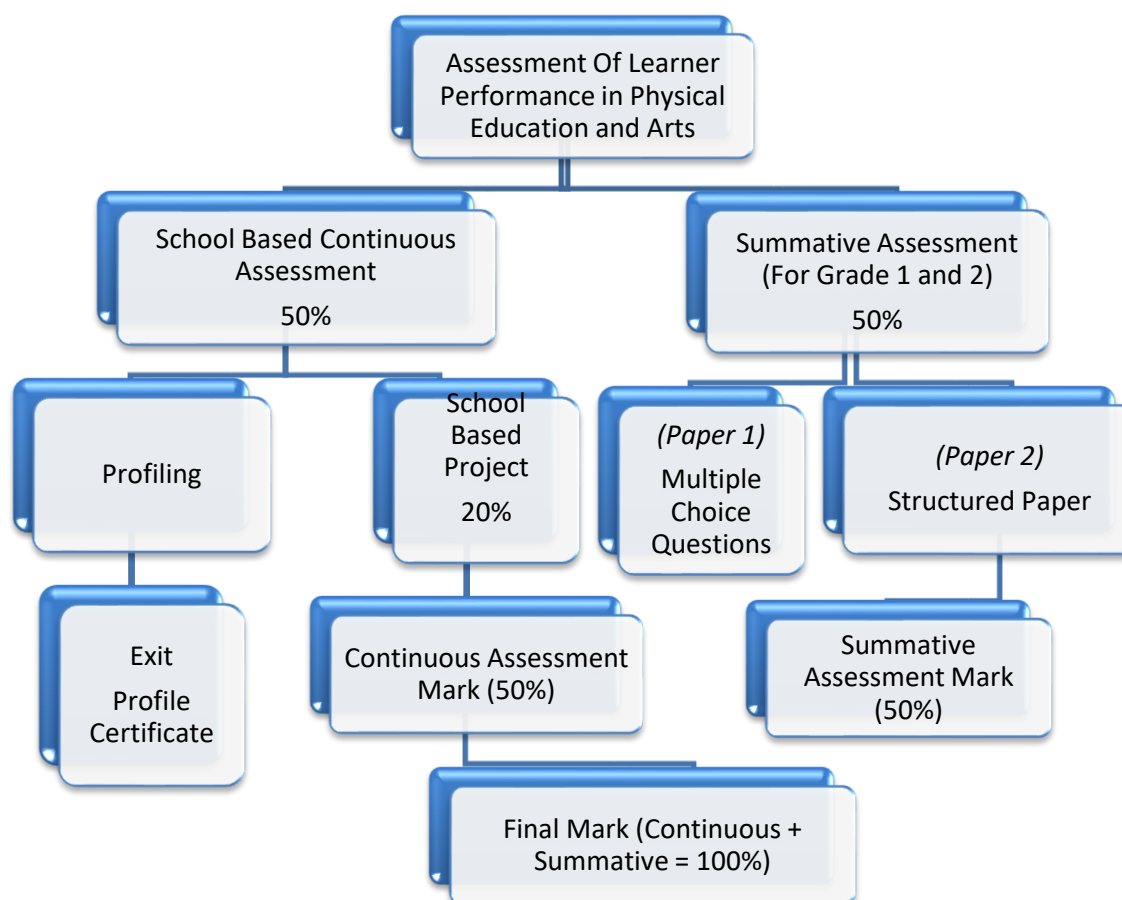 Assessment Of Learner
Performance in Physical
Education and Arts
School Based Continuous
Assessment
50%
Summative Assessment
(For Grade 1 and 2)
50%
Profiling
School
Based
Project
20%
(Paper 1)
Multiple
Choice
Questions
(Paper 2)
Structured Paper
Exit
Profile
Certificate
Continuous Assessment
Mark (50%)
Summative
Assessment Mark
(50%)
Final Mark (Continuous +
Summative = 100%)